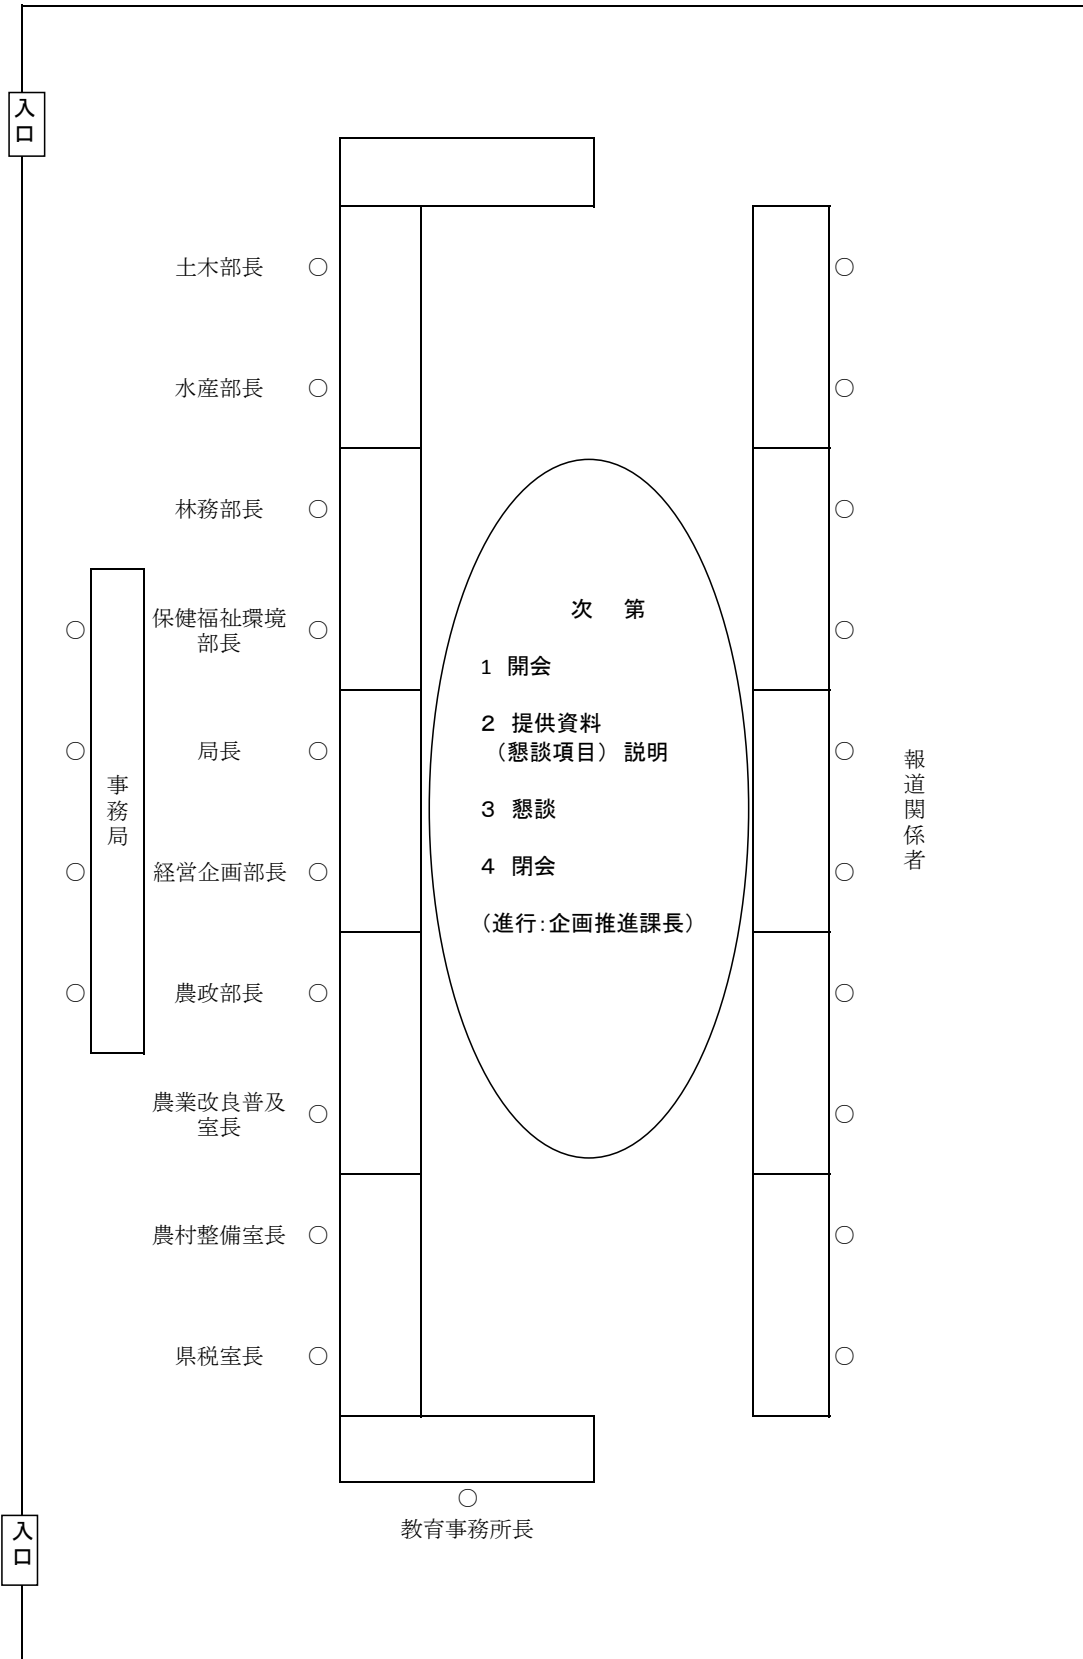 入口
土木部長 ○ ○
水産部長 ○ ○
林務部長 ○ ○
○ 保健福祉環境
部長 ○ ○
○ 局長 ○ ○
○ 経営企画部長 ○ ○
○ 農政部長 ○ ○
農業改良普及
室長 ○ ○
農村整備室長 ○ ○
県税室長 ○ ○
事務局
次 第
1 開会
2 提供資料
（懇談項目） 説明
3 懇談
4 閉会
（進行：企画推進課長）
報道関係者
○
教育事務所長
入口